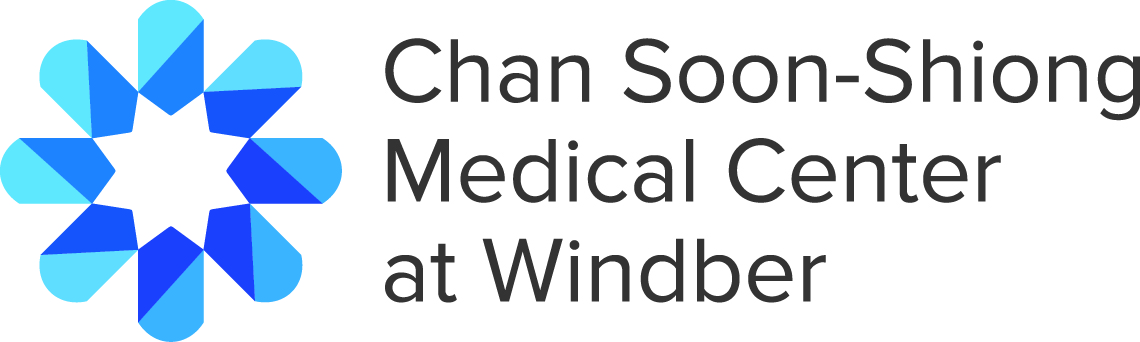 Chan Soon-Shiong
Medical Center
at Windber